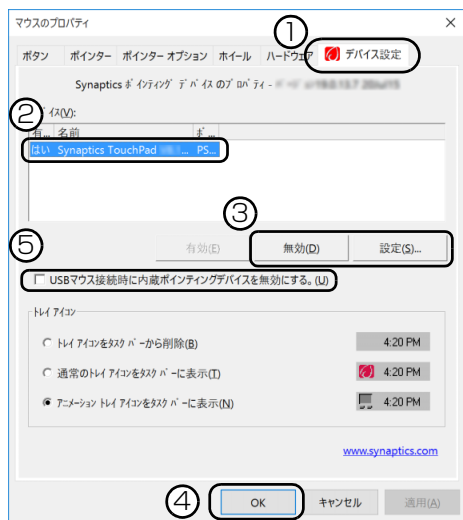 マウスのプロパティ
①
ボタン ポインター ポインター オプション ホイール ハードウェア デバイス設定
Synaptics ポインティング デバイス のプロパティ -
②
(V):
有... 名前 ポ...
はい Synaptics TouchPad ... PS...
③
⑤
有効(E) 無効(D) 設定(S)...
USBマウス接続時に内蔵ポインティングデバイスを無効にする。(U)
トレイ アイコン
トレイ アイコンをタスク バーから削除(B) 4:20 PM
通常のトレイ アイコンをタスク バーに表示(T) 4:20 PM
アニメーション トレイ アイコンをタスク バーに表示(N) 4:20 PM
www.synaptics.com
④
OK キャンセル 適用(A)